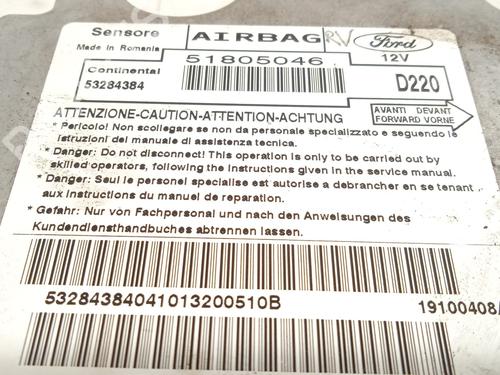 Sensore AIRBAG RV Ford
Made in Romania 51805046 12V
Continental
53284384 D220
ATTENZIONE-CAUTION-ATTENTION-ACHTUNG
AVANTI DEVANT
FORWARD VORNE
* Pericolo! Non scollegare se non da personale specializzato e seguendo le
istruzioni del manuale di assistenza tecnica.
* Danger: Do not disconnect! This operation is only to be carried out by
skilled operators, following the instructions given in the service manual.
* Danger: Seul le personel specialise est autorise a debrancher en se tenant
aux instructions du manuel de reparation.
* Gefahr: Nur von Fachpersonal und nach den Anweisungen des
Kundendiensthandbuches abtrennen lassen.
53284384041013200510B 19100408